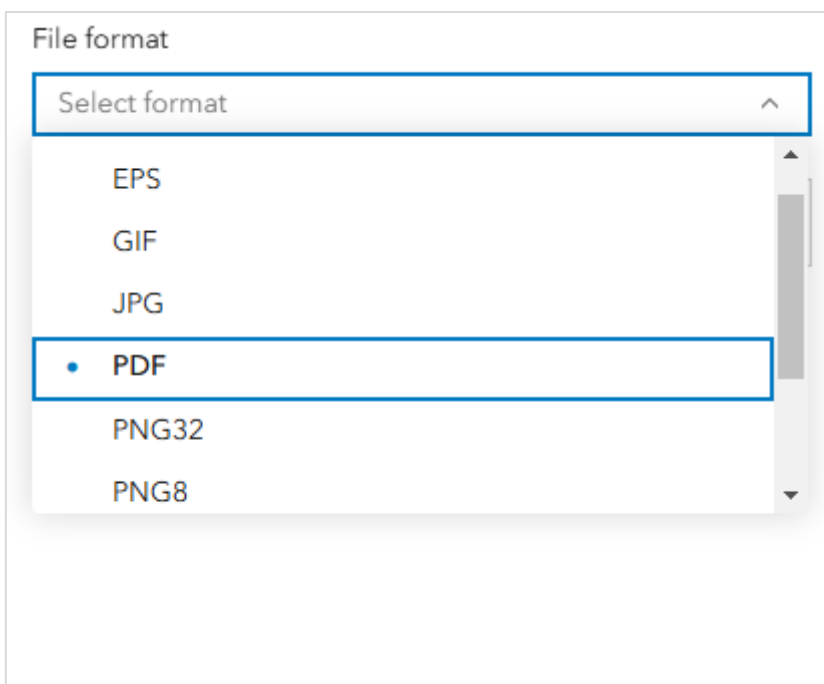 File format
Select format
EPS
GIF
JPG
PDF
PNG32
PNG8